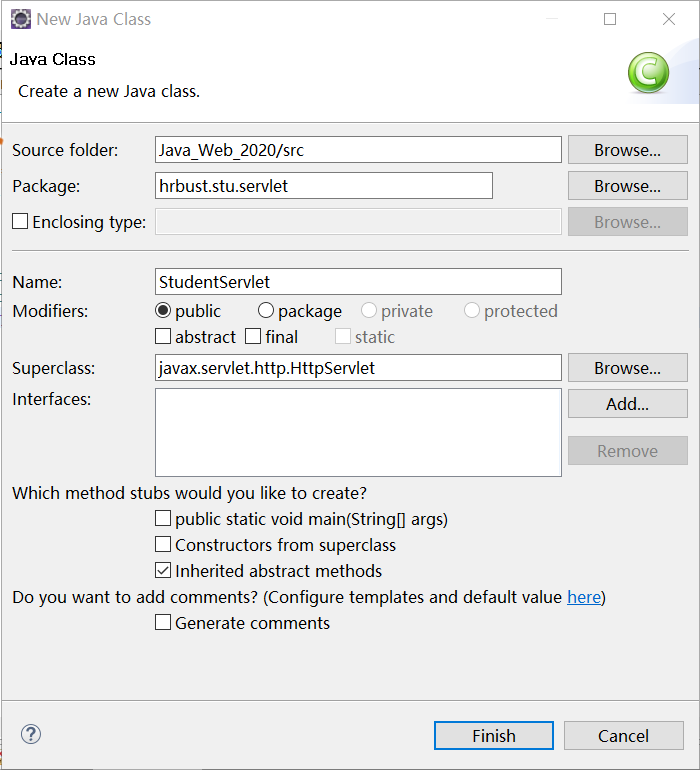 New Java Class
Java Class
Create a new Java class.
Source folder: Java_Web_2020/src Browse...
Package: hrbust.stu.servlet Browse...
Enclosing type: Browse...
Name: StudentServlet
Modifiers: public package private protected
abstract final static
Superclass: javax.servlet.http.HttpServlet Browse...
Interfaces: Add...
Remove
Which method stubs would you like to create?
public static void main(String[] args)
Constructors from superclass
Inherited abstract methods
Do you want to add comments? (Configure templates and default value here)
Generate comments
? Finish Cancel